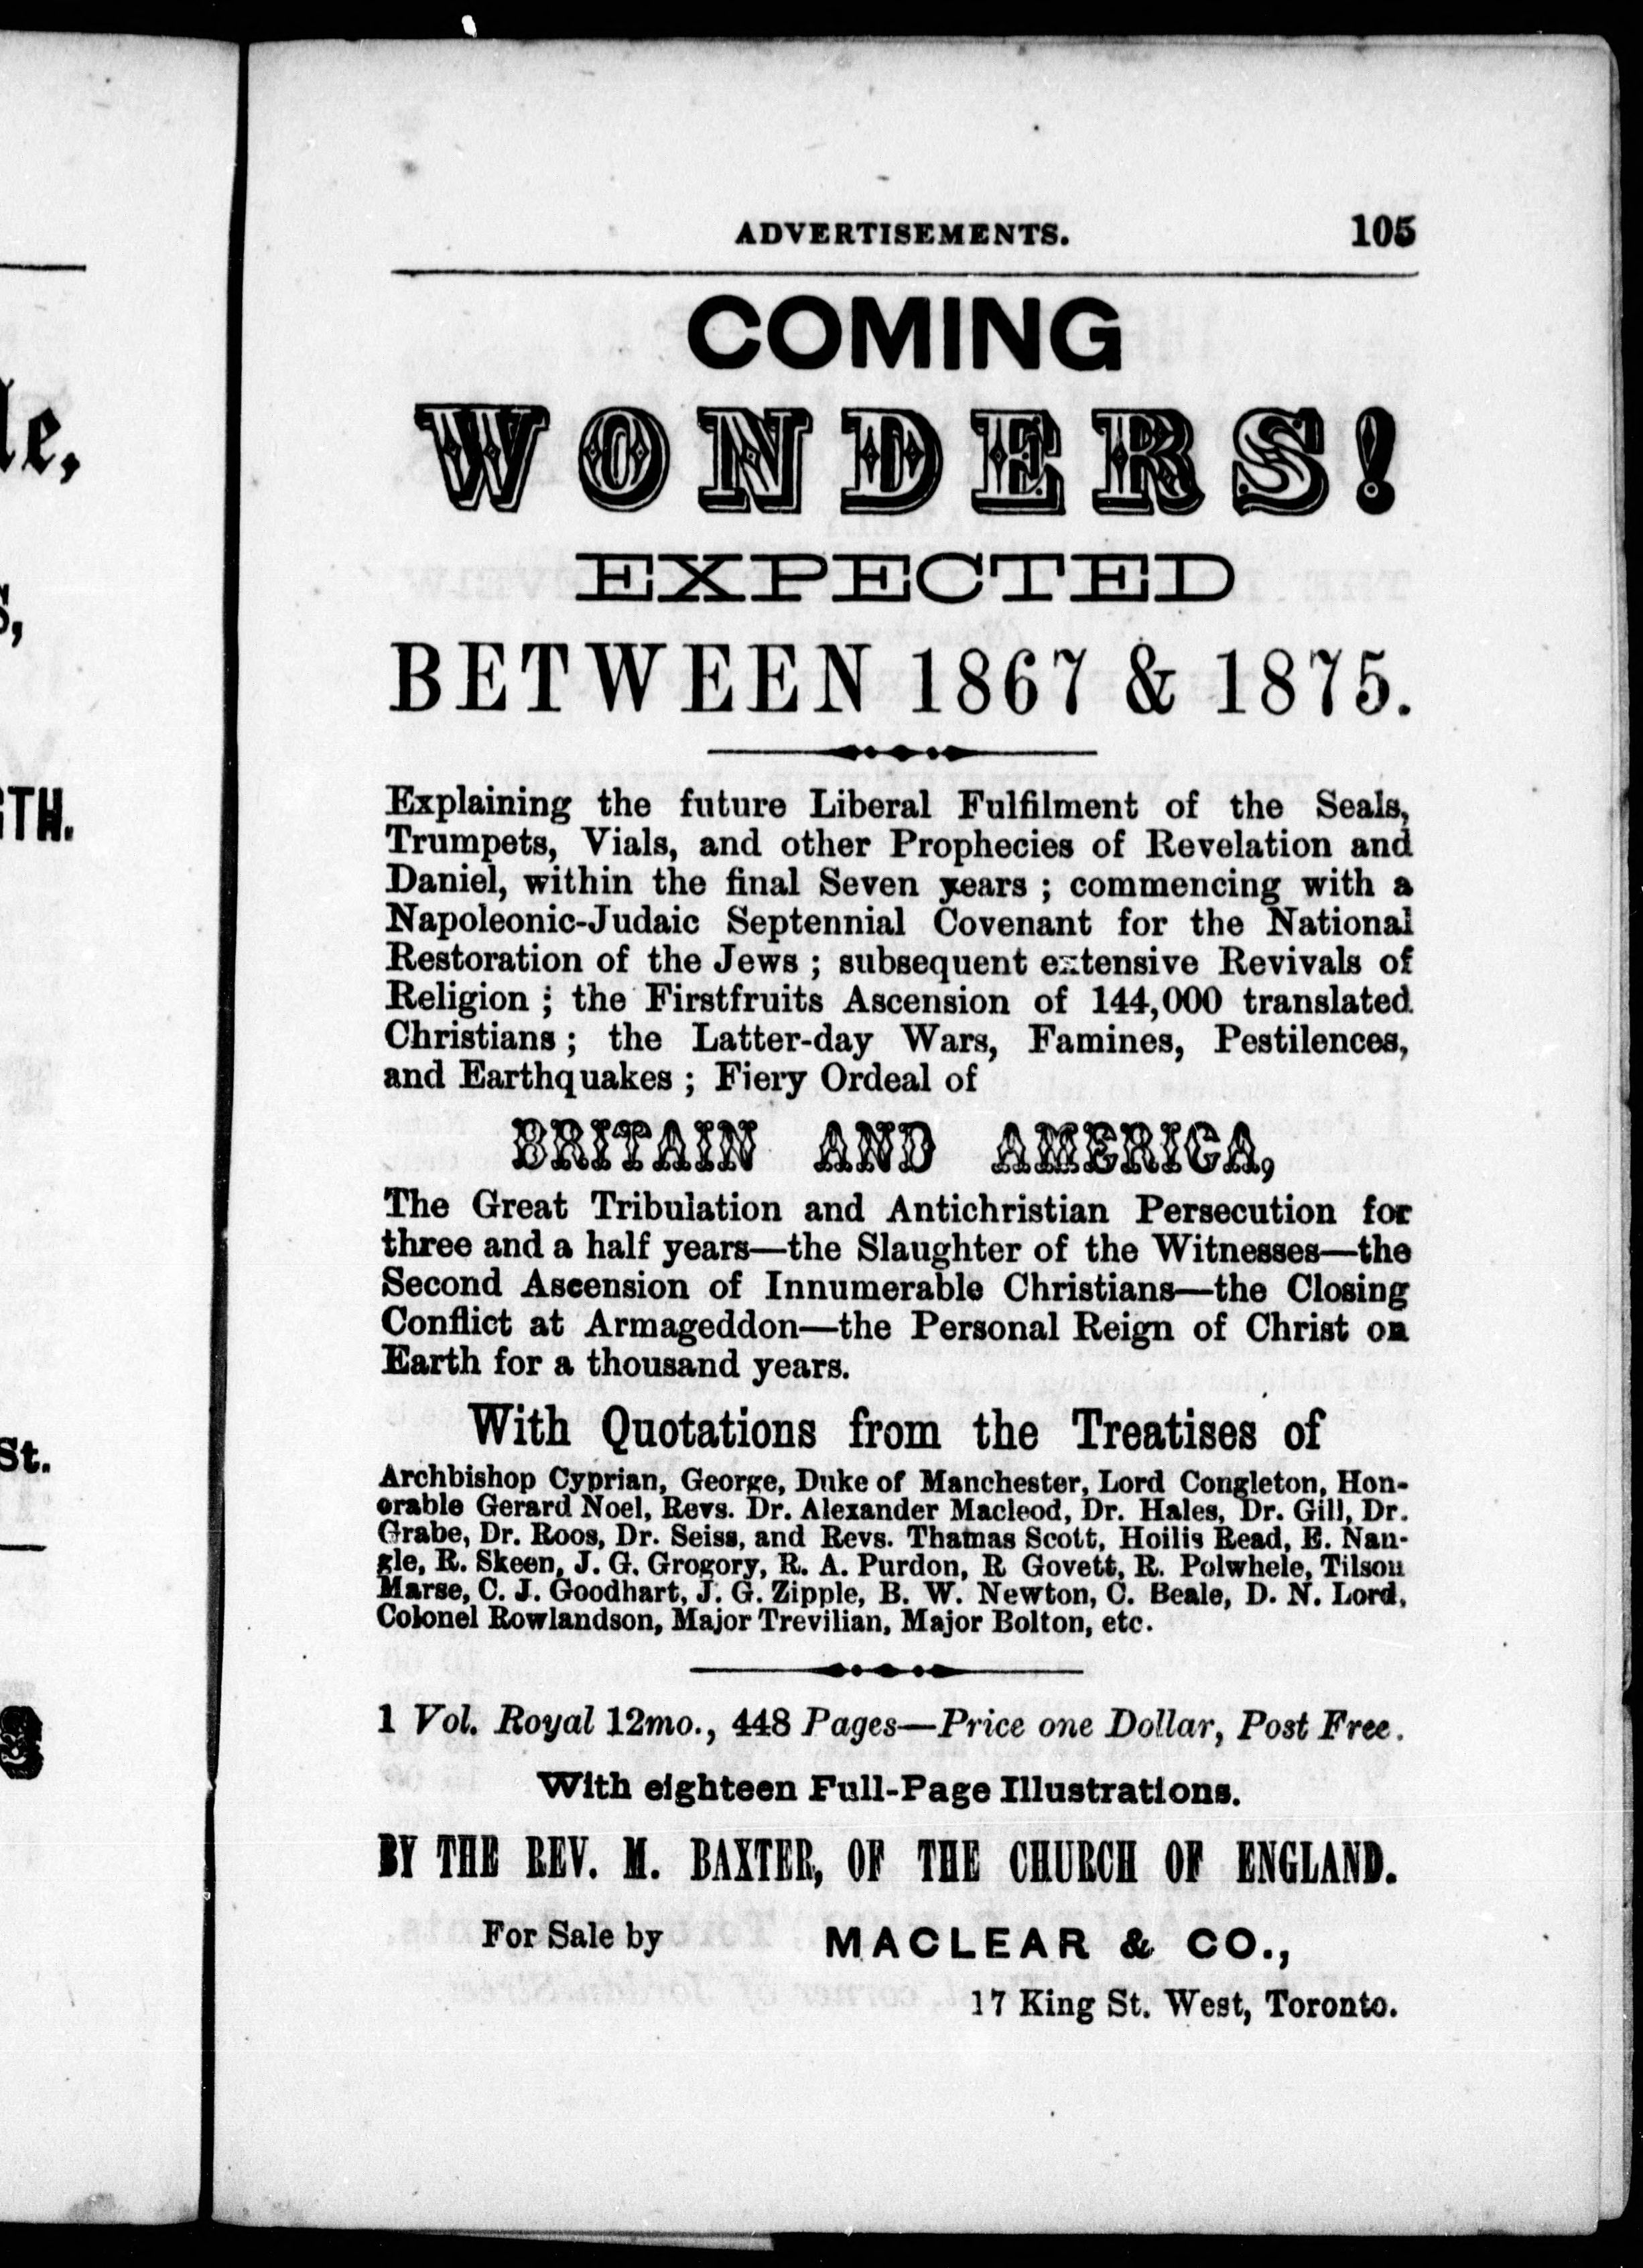 le,
s,
GTH.
St.
ADVERTISEMENTS. 105
COMING
WONDERS!
EXPECTED
BETWEEN 1867 & 1875.
Explaining the future Liberal Fulfilment of the Seals,
Trumpets, Vials, and other Prophecies of Revelation and
Daniel, within the final Seven years ; commencing with a
Napoleonic-Judaic Septennial Covenant for the National
Restoration of the Jews ; subsequent extensive Revivals of
Religion ; the Firstfruits Ascension of 144,000 translated
Christians ; the Latter-day Wars, Famines, Pestilences,
and Earthquakes ; Fiery Ordeal of
BRITAIN AND AMERICA,
The Great Tribulation and Antichristian Persecution for
three and a half years—the Slaughter of the Witnesses—the
Second Ascension of Innumerable Christians—the Closing
Conflict at Armageddon—the Personal Reign of Christ on
Earth for a thousand years.
With Quotations from the Treatises of
Archbishop Cyprian, George, Duke of Manchester, Lord Congleton, Hon-
orable Gerard Noel, Revs. Dr. Alexander Macleod, Dr. Hales, Dr. Gill, Dr.
Grabe, Dr. Roos, Dr. Seiss, and Revs. Thamas Scott, Hoilis Read, E. Nan-
gle, R. Skeen, J. G. Grogory, R. A. Purdon, R Govett, R. Polwhele, Tilson
Marse, C. J. Goodhart, J. G. Zipple, B. W. Newton, C. Beale, D. N. Lord,
Colonel Rowlandson, Major Trevilian, Major Bolton, etc.
1 Vol. Royal 12mo., 448 Pages—Price one Dollar, Post Free.
With eighteen Full-Page Illustrations.
BY THE REV. M. BAXTER, OF THE CHURCH OF ENGLAND.
For Sale by MACLEAR & CO.,
17 King St. West, Toronto.